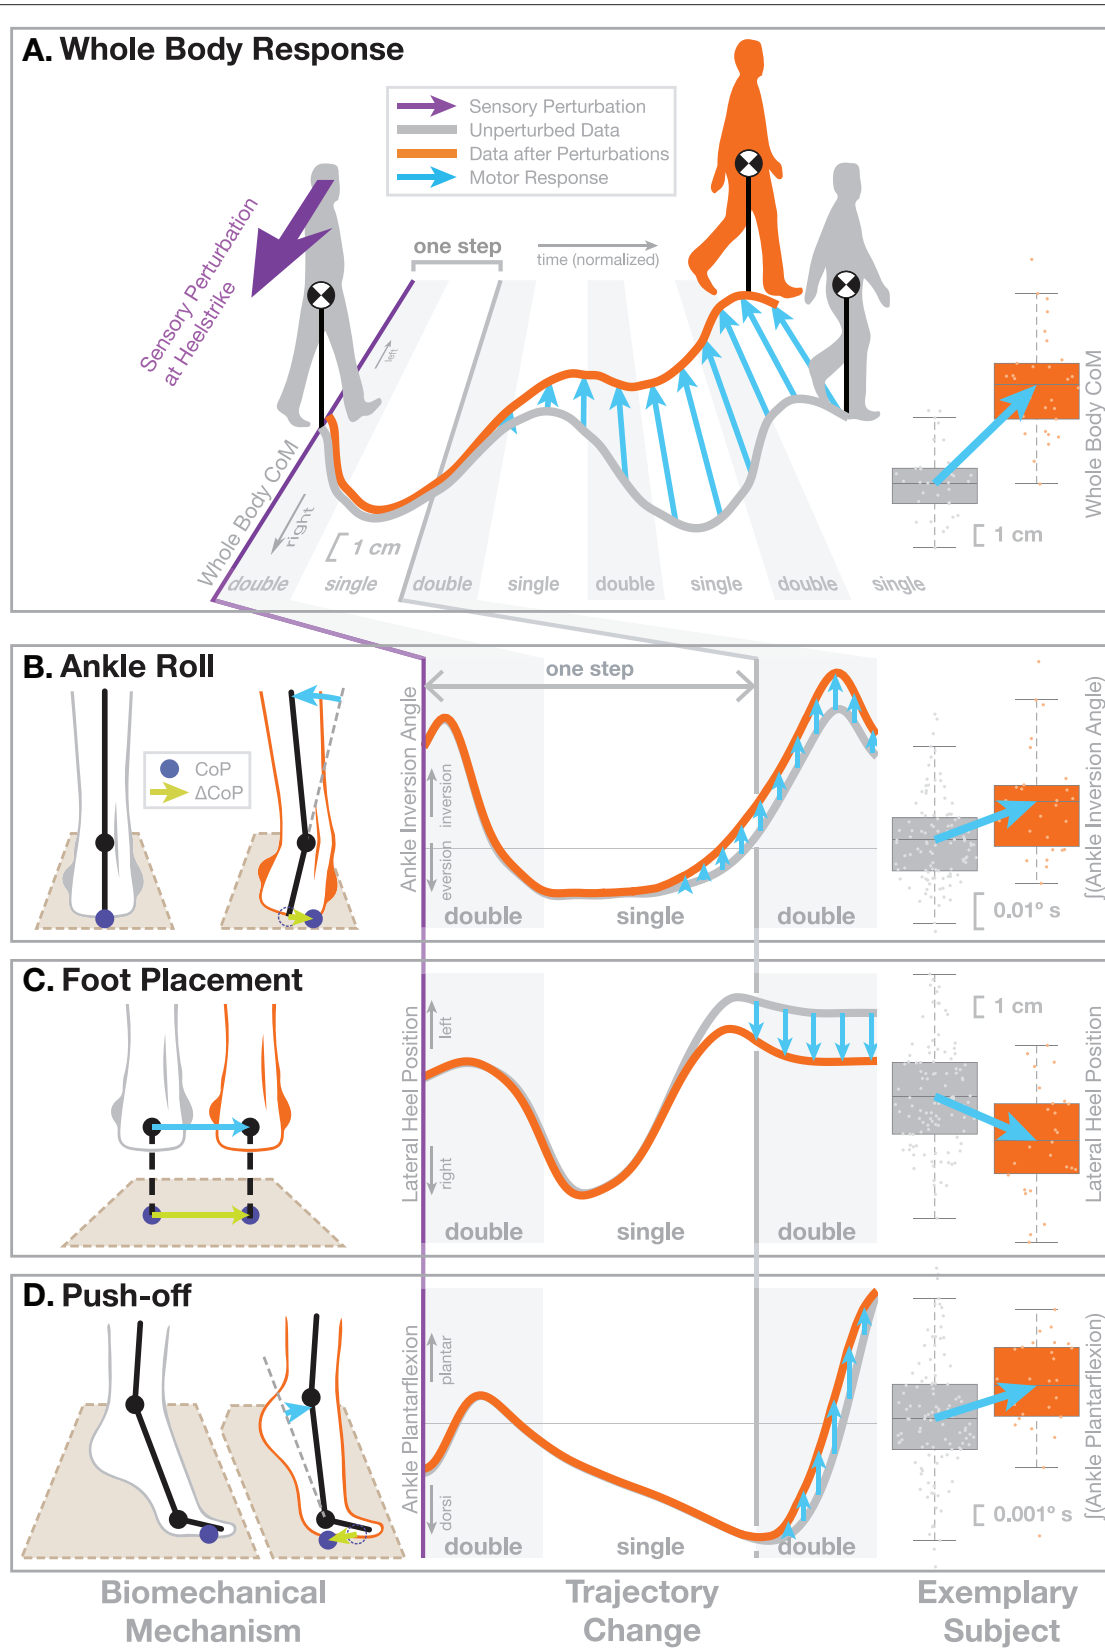 A. Whole Body Response
Sensory Perturbation
Unperturbed Data
Data after Perturbations
Motor Response
Sensory Perturbation
at Heelstrike
one step
time (normalized)
left
right
Whole Body CoM
1 cm
double
single
double
single
double
single
double
single
1 cm
Whole Body CoM
B. Ankle Roll
CoP
ΔCoP
one step
Ankle Inversion Angle
inversion
eversion
double
single
double
0.01° s
∫(Ankle Inversion Angle)
C. Foot Placement
Lateral Heel Position
left
right
double
single
double
1 cm
Lateral Heel Position
D. Push-off
Ankle Plantarflexion
plantar
dorsi
double
single
double
0.001° s
∫(Ankle Plantarflexion)
Biomechanical
Mechanism
Trajectory
Change
Exemplary
Subject